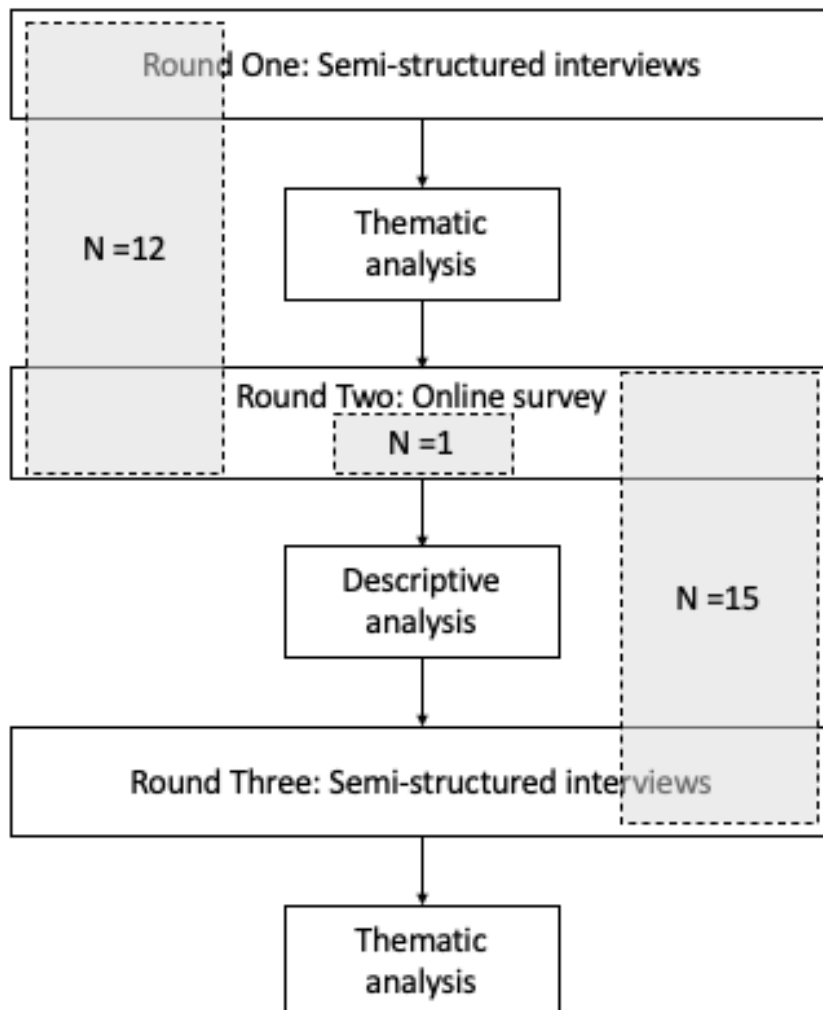 Round One: Semi-structured interviews
Thematic
analysis
N =12
Round Two: Online survey
N =1
Descriptive
analysis
N =15
Round Three: Semi-structured interviews
Thematic
analysis